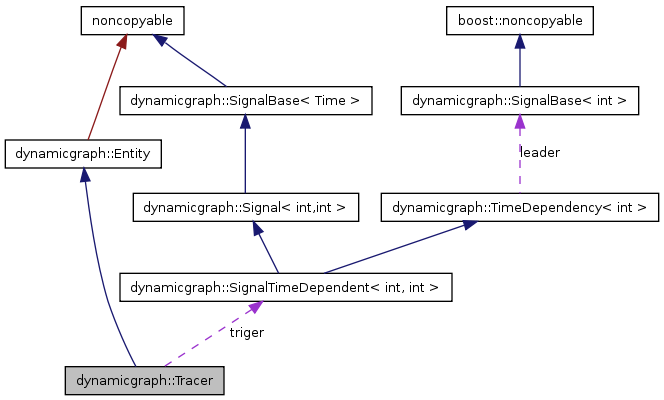 noncopyable
boost::noncopyable
dynamicgraph::SignalBase< Time >
dynamicgraph::SignalBase< int >
dynamicgraph::Entity
leader
dynamicgraph::Signal< int,int >
dynamicgraph::TimeDependency< int >
dynamicgraph::SignalTimeDependent< int, int >
triger
dynamicgraph::Tracer